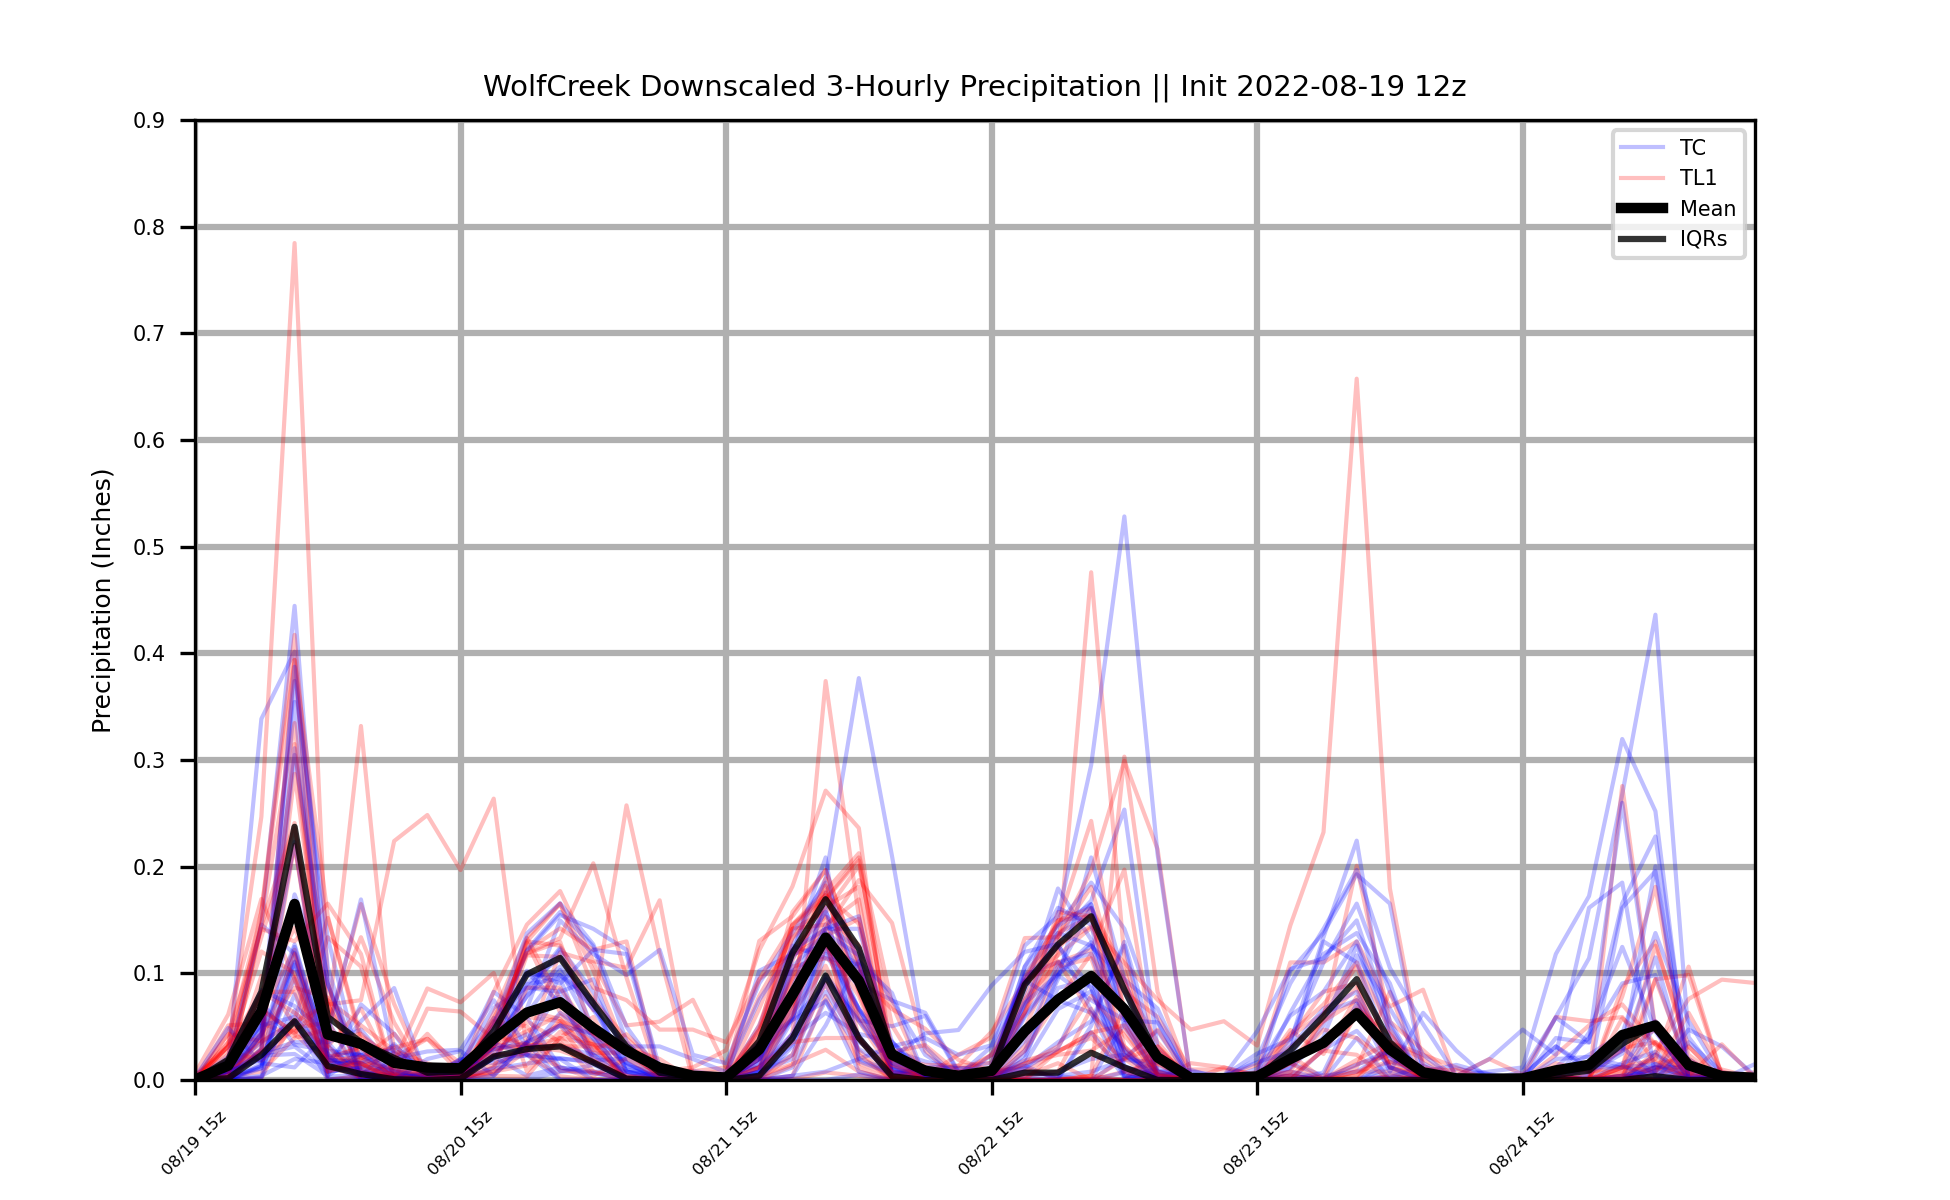 WolfCreek Downscaled 3-Hourly Precipitation || Init 2022-08-19 12z
Precipitation (Inches)
0.9
0.8
0.7
0.6
0.5
0.4
0.3
0.2
0.1
0.0
TC
TL1
Mean
IQRs
08/19 15z
08/20 15z
08/21 15z
08/22 15z
08/23 15z
08/24 15z